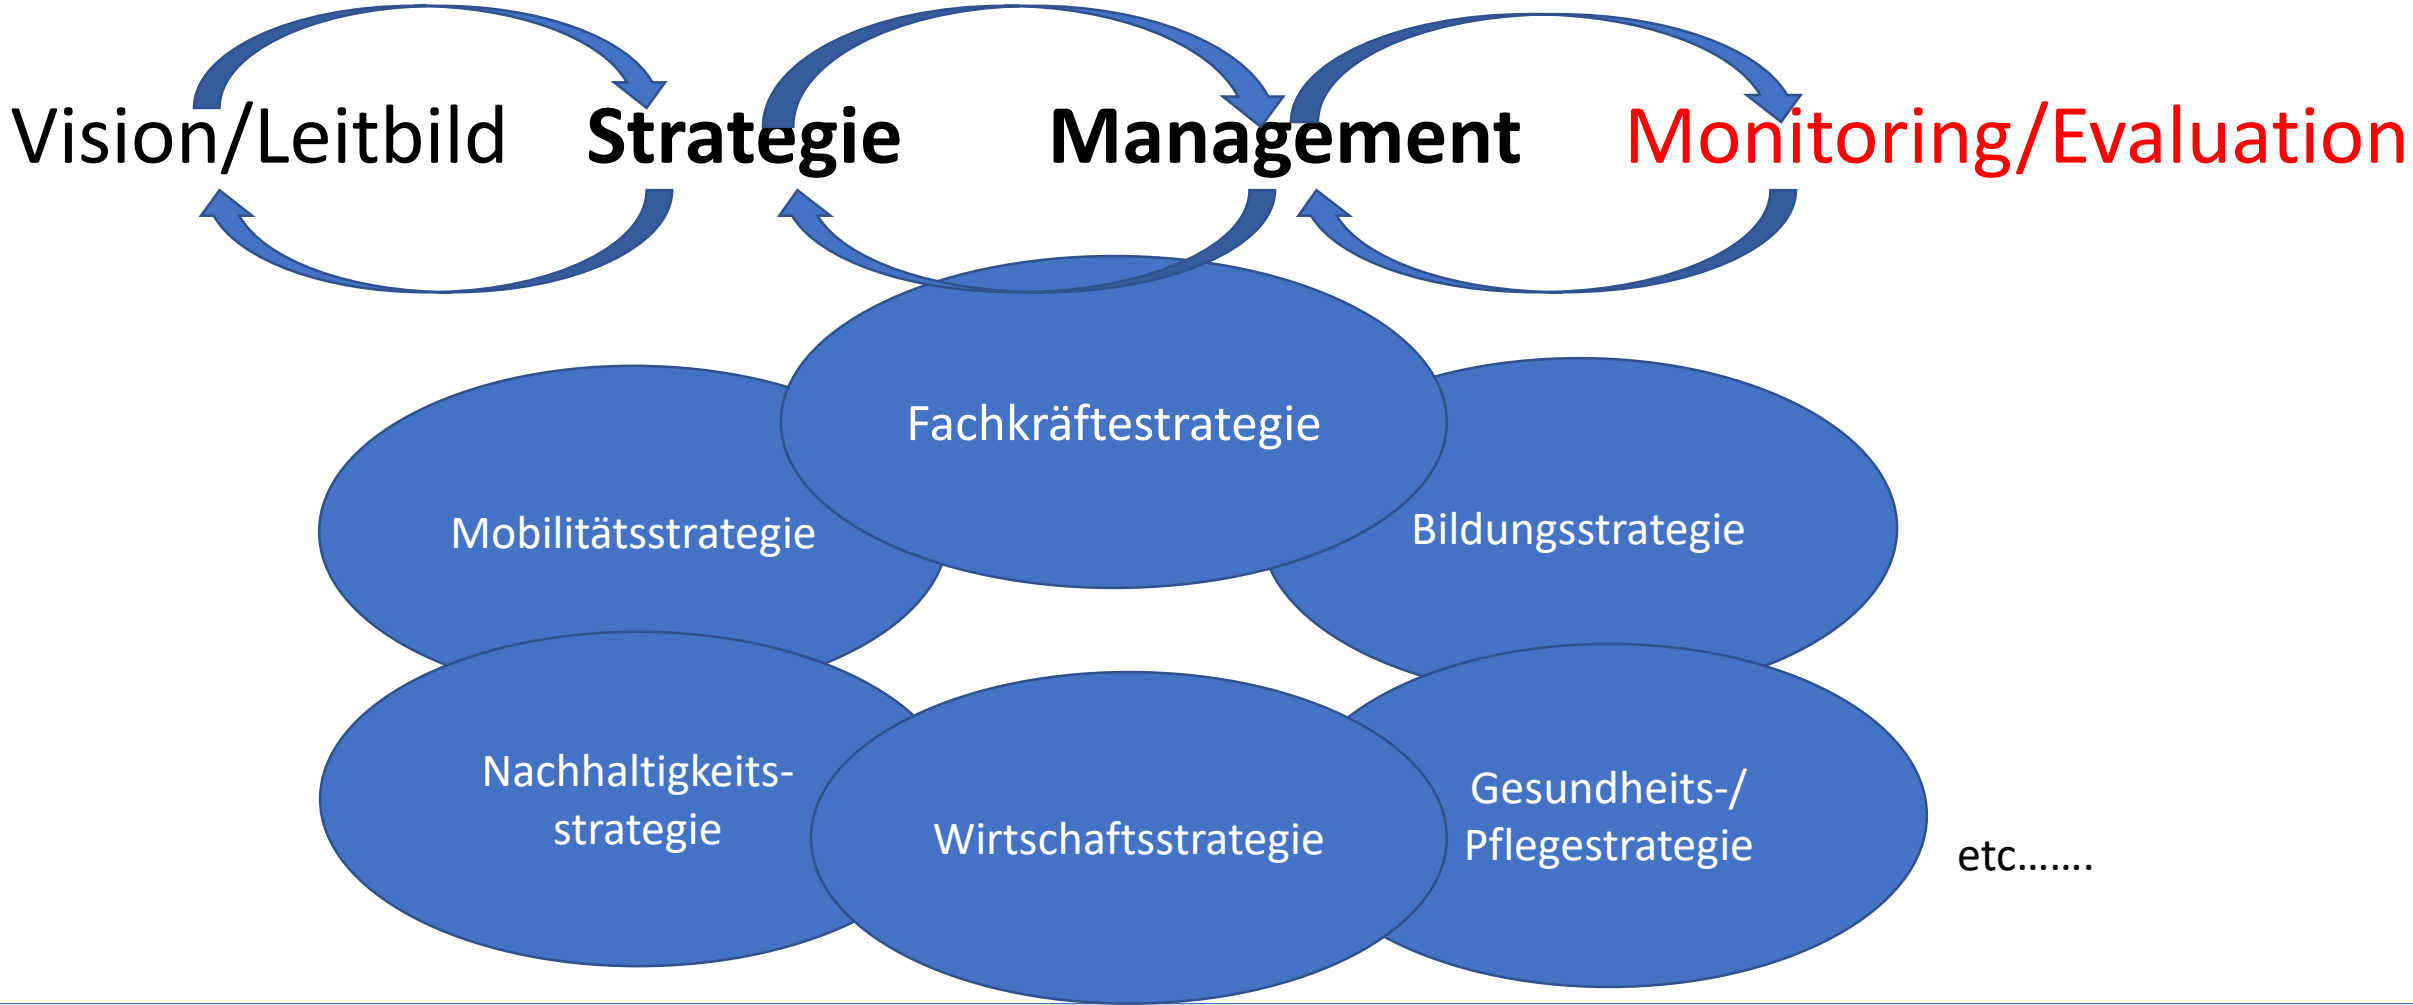 Vision/Leitbild Strategie Management Monitoring/Evaluation
Fachkräftestrategie
Mobilitätsstrategie
Bildungsstrategie
Nachhaltigkeits-
strategie
Wirtschaftsstrategie
Gesundheits-/
Pflegestrategie
etc.......